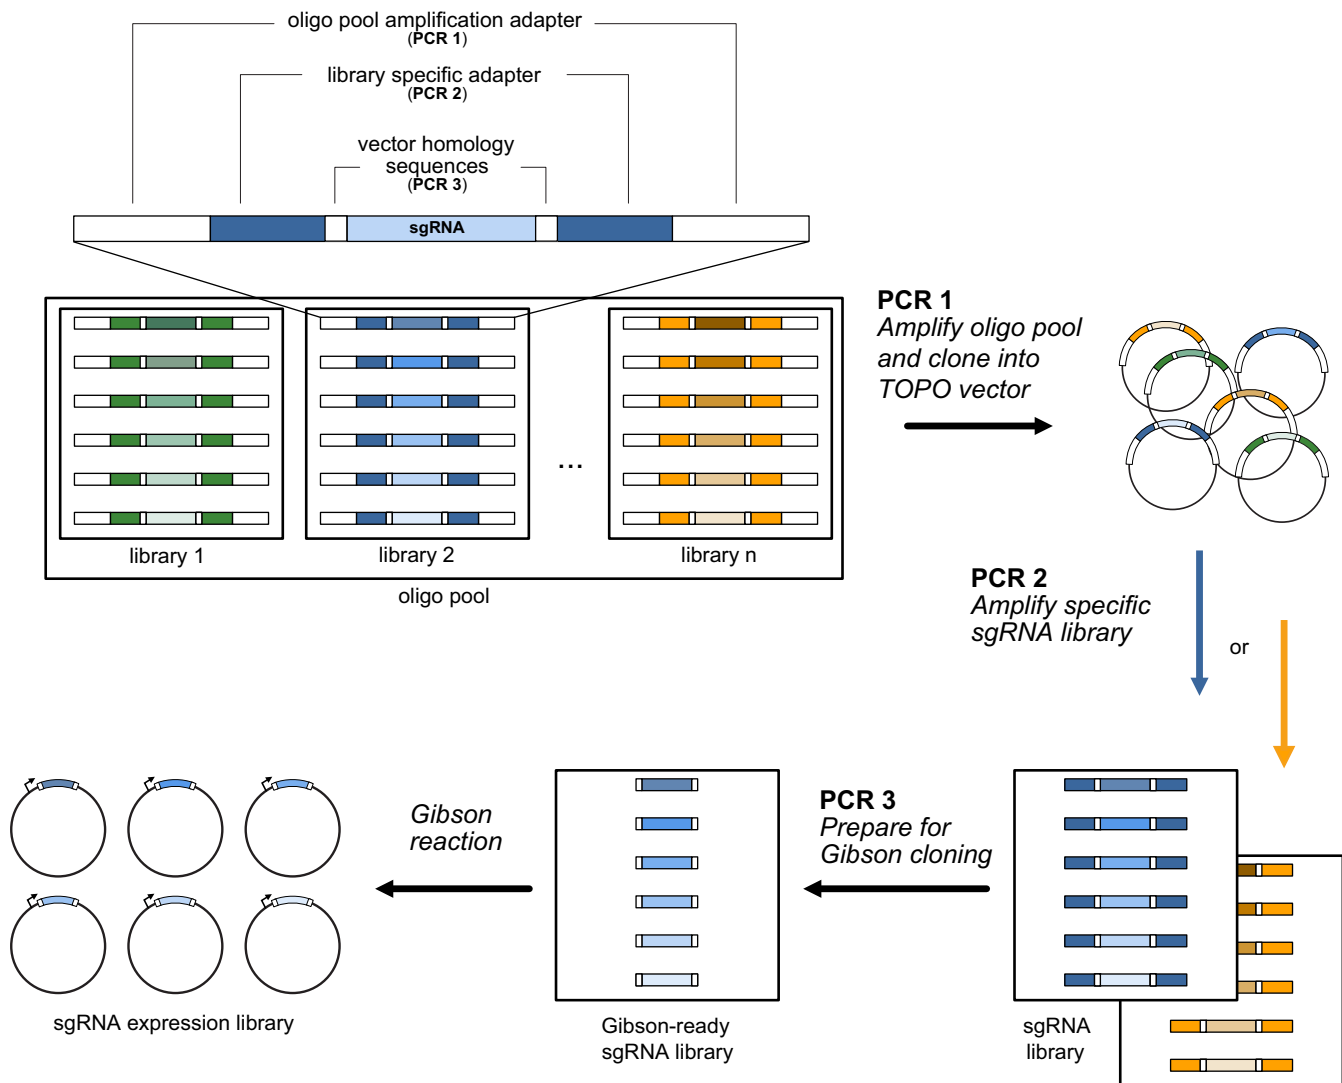 oligo pool amplification adapter
(PCR 1)
library specific adapter
(PCR 2)
vector homology
sequences
(PCR 3)
sgRNA
library 1
library 2
...
library n
oligo pool
PCR 1
Amplify oligo pool
and clone into
TOPO vector
PCR 2
Amplify specific
sgRNA library
or
sgRNA
library
PCR 3
Prepare for
Gibson cloning
Gibson-ready
sgRNA library
Gibson
reaction
sgRNA expression library